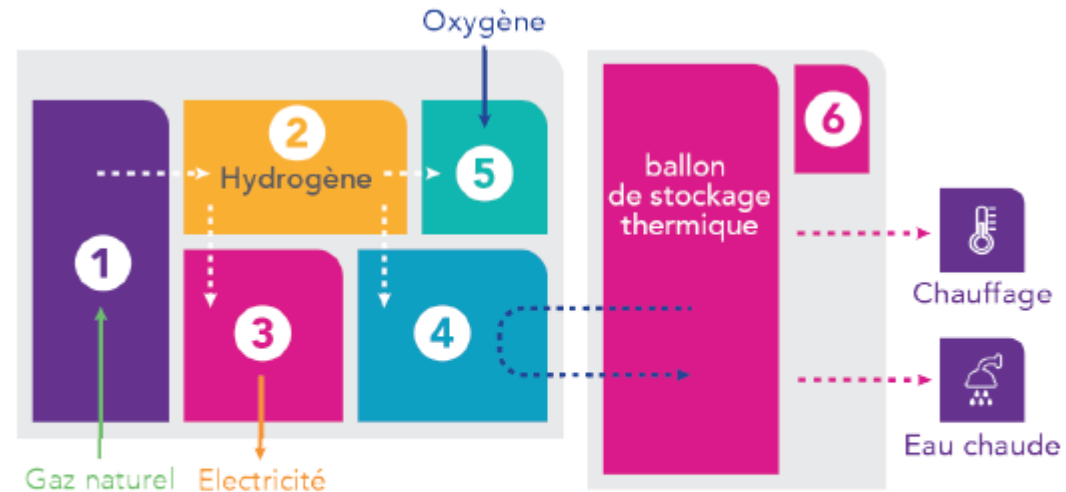 Oxygène
2
Hydrogène
5
6
ballon
de stockage
thermique
1
3
4
Chauffage
Eau chaude
Gaz naturel
Electricité